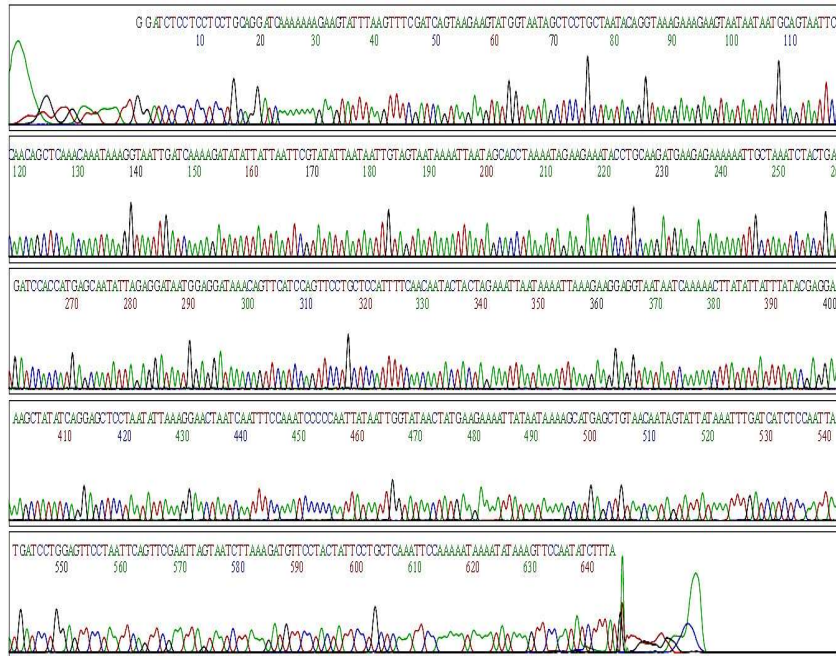 G GATCTCCTCCTCCTGCAGGATCAAAAAAAGAAGTATTTAAGTTTCGATCAGTAAGAAGTATGGTAATAGCTCCTGCTAATACAGGTAAAGAAAGAAGTAATAATAATGCAGTAATTC
10 20 30 40 50 60 70 80 90 100 110
CAACAGCTCAAACAAATAAAGGTAATTGATCAAAAGATATATTATTAATTCGTATATTAATAATTGTAGTAATAAAATTAATAGCACCTAAAATAGAAGAAATACCTGCAAGATGAAGAGAAAAAATTGCTAAATCTACTGA
120 130 140 150 160 170 180 190 200 210 220 230 240 250
GATCCACCATGAGCAATATTAGAGGATAATGGAGGATAAACAGTTCATCCAGTTCCTGCTCCATTTTCAACAATACTACTAGAAATTAATAAAATTAAAGAAGGAGGTAATAATCAAAAACTTATATTATTTATACGAGGA
270 280 290 300 310 320 330 340 350 360 370 380 390 400
AAGCTATATCAGGAGCTCCTAATATTAAAGGAACTAATCAATTTCCAAATCCCCCAATTATAATTGGTATAACTATGAAGAAAATTATAATAAAAGCATGAGCTGTAACAATAGTATTATAAATTTGATCATCTCCAATTA
410 420 430 440 450 460 470 480 490 500 510 520 530 540
TGATCCTGGAGTTCCTAATTCAGTTCGAATTAGTAATCTTAAAGATGTTCCTACTATTCCTGCTCAAATTCCAAAAATAAAATATAAAGTTCCAATATCTTTA
550 560 570 580 590 600 610 620 630 640